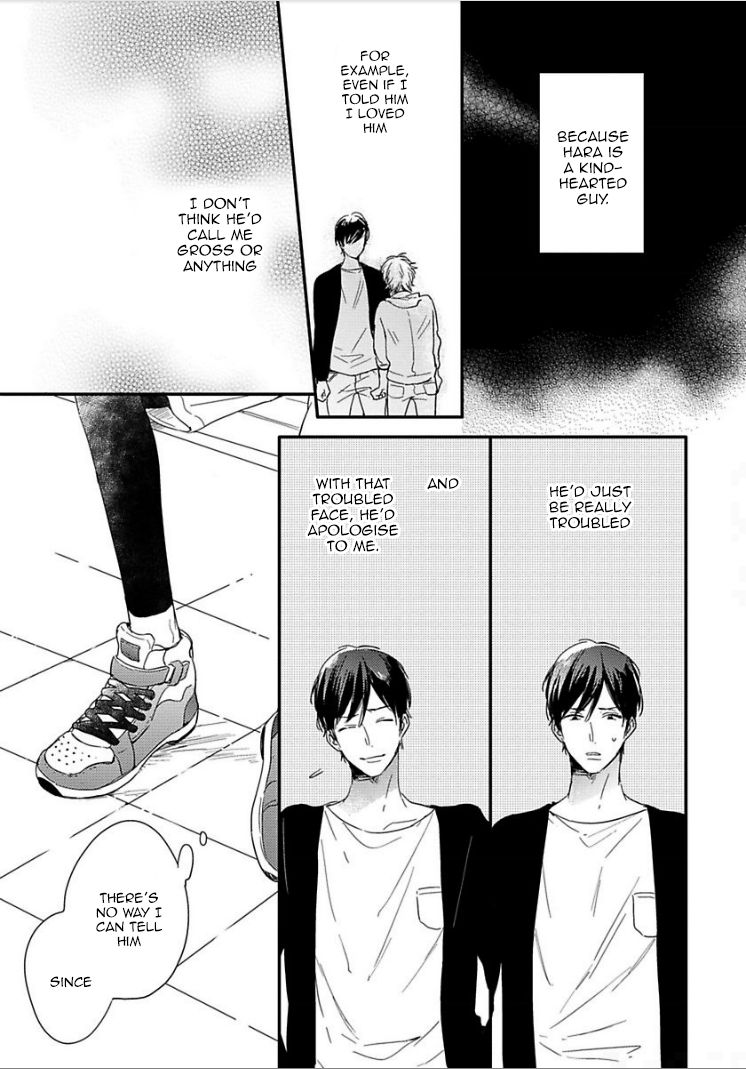 BECAUSE
HARA IS
A KIND-
HEARTED
GUY.
FOR
EXAMPLE,
EVEN IF I
TOLD HIM
I LOVED
HIM
I DON'T
THINK HE'D
CALL ME
GROSS OR
ANYTHING
HE'D JUST
BE REALLY
TROUBLED
AND
WITH THAT
TROUBLED
FACE, HE'D
APOLOGISE
TO ME.
THERE'S
NO WAY I
CAN TELL
HIM
SINCE